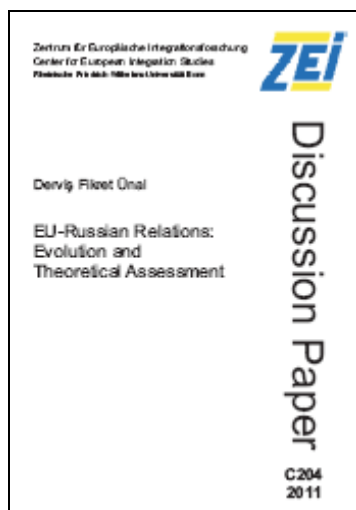 Zentrum für Europäische Integrationsforschung
Center for European Integration Studies
Rheinische Friedrich-Wilhelms-Universität Bonn
ZEI
Discussion Paper
Derviş Fikret Ünal
EU-Russian Relations:
Evolution and
Theoretical Assessment
C204
2011